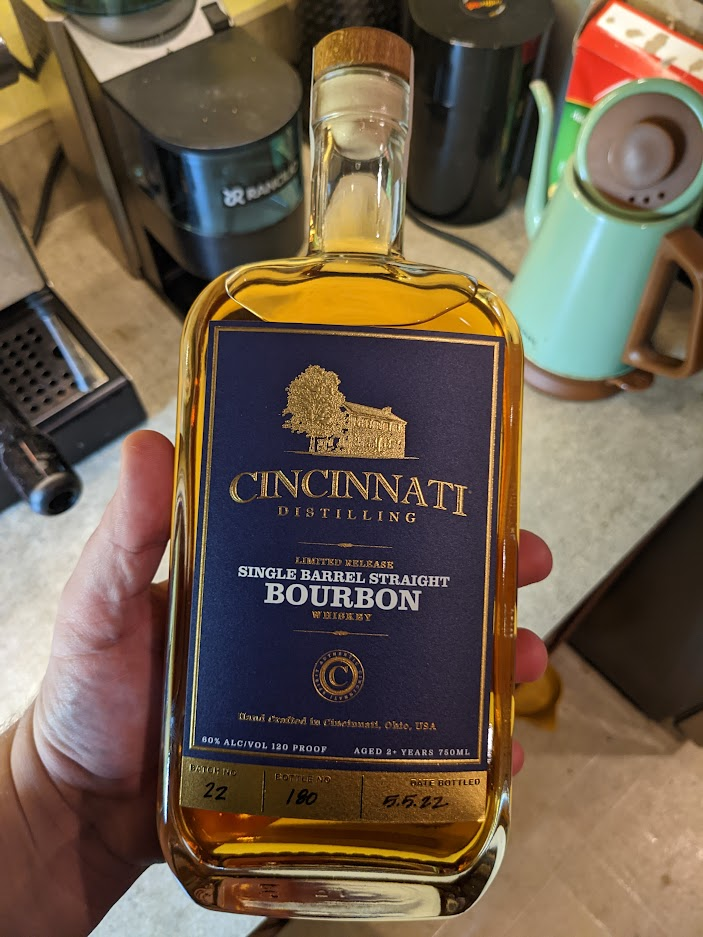 RANCILIO
CINCINNATI
DISTILLING
LIMITED RELEASE
SINGLE BARREL STRAIGHT
BOURBON
WHISKEY
C
Hand Crafted in Cincinnati, Ohio, USA
60% ALC/VOL 120 PROOF AGED 2+ YEARS 750ML
BATCH NO BOTTLE NO DATE BOTTLED
22 180 5.5.22